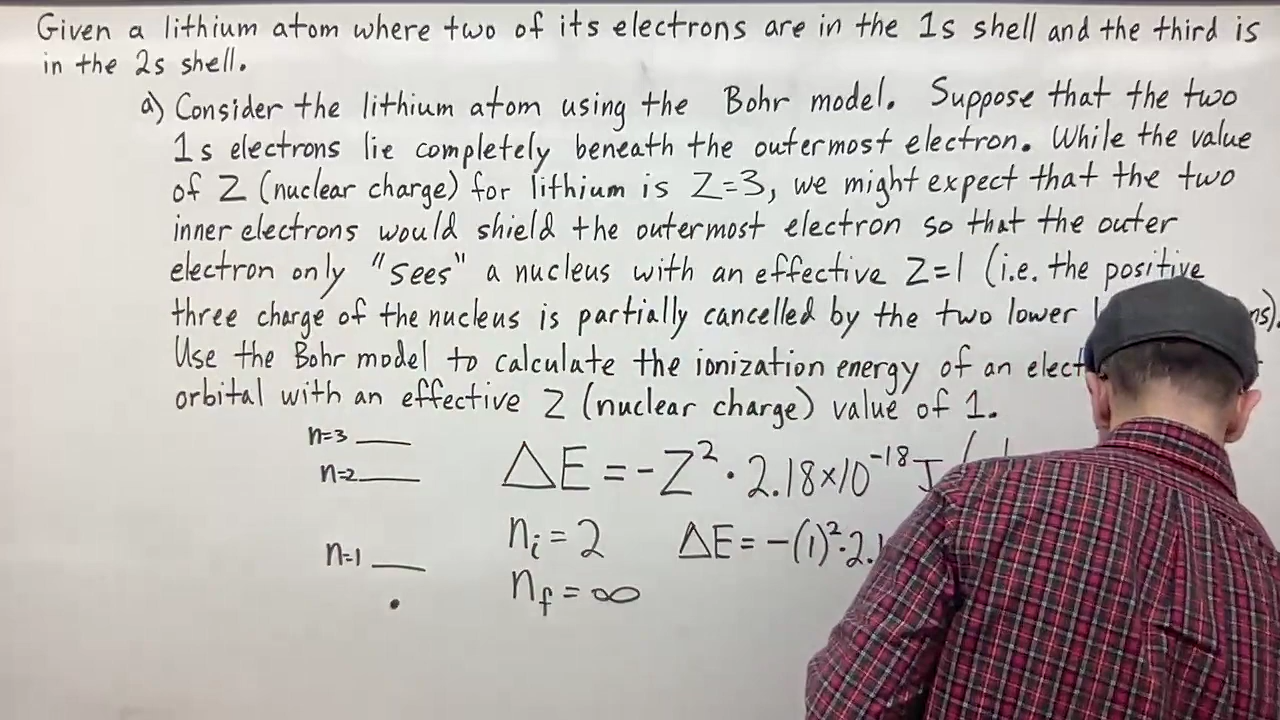 Given a lithium atom where two of its electrons are in the 1s shell and the third is
in the 2s shell.
a) Consider the lithium atom using the Bohr model. Suppose that the two
1s electrons lie completely beneath the outermost electron. While the value
of Z (nuclear charge) for lithium is Z=3, we might expect that the two
inner electrons would shield the outermost electron so that the outer
electron only "sees" a nucleus with an effective Z=1 (i.e. the positive
three charge of the nucleus is partially cancelled by the two lower
Use the Bohr model to calculate the ionization energy of an
orbital with an effective Z (nuclear charge) value of 1.
n=3
n=2
n=1
ΔE = -Z² · 2.18×10⁻¹⁸ J
nᵢ = 2
n_f = ∞
ΔE = -(1)²·2.